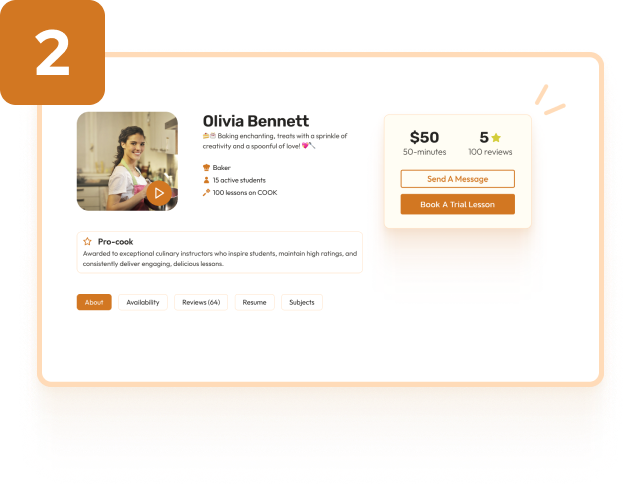 2
Olivia Bennett
Baking enchanting, treats with a sprinkle of
creativity and a spoonful of love!
Baker
15 active students
100 lessons on COOK
$50
50-minutes
5
100 reviews
Send A Message
Book A Trial Lesson
Pro-cook
Awarded to exceptional culinary instructors who inspire students, maintain high ratings, and
consistently deliver engaging, delicious lessons.
About
Availability
Reviews (64)
Resume
Subjects